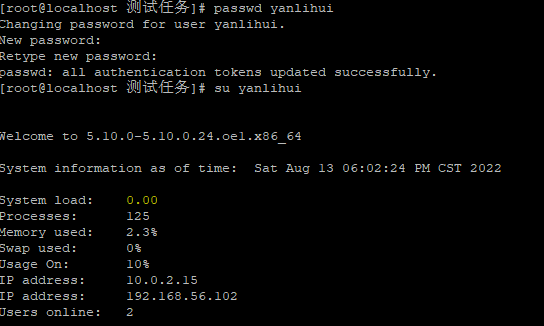 [root@localhost 测试任务]# passwd yanlihui
Changing password for user yanlihui.
New password:
Retype new password:
passwd: all authentication tokens updated successfully.
[root@localhost 测试任务]# su yanlihui
Welcome to 5.10.0-5.10.0.24.oe1.x86_64
System information as of time:  Sat Aug 13 06:02:24 PM CST 2022
System load:    0.00
Processes:      125
Memory used:    2.3%
Swap used:      0%
Usage On:       10%
IP address:     10.0.2.15
IP address:     192.168.56.102
Users online:   2